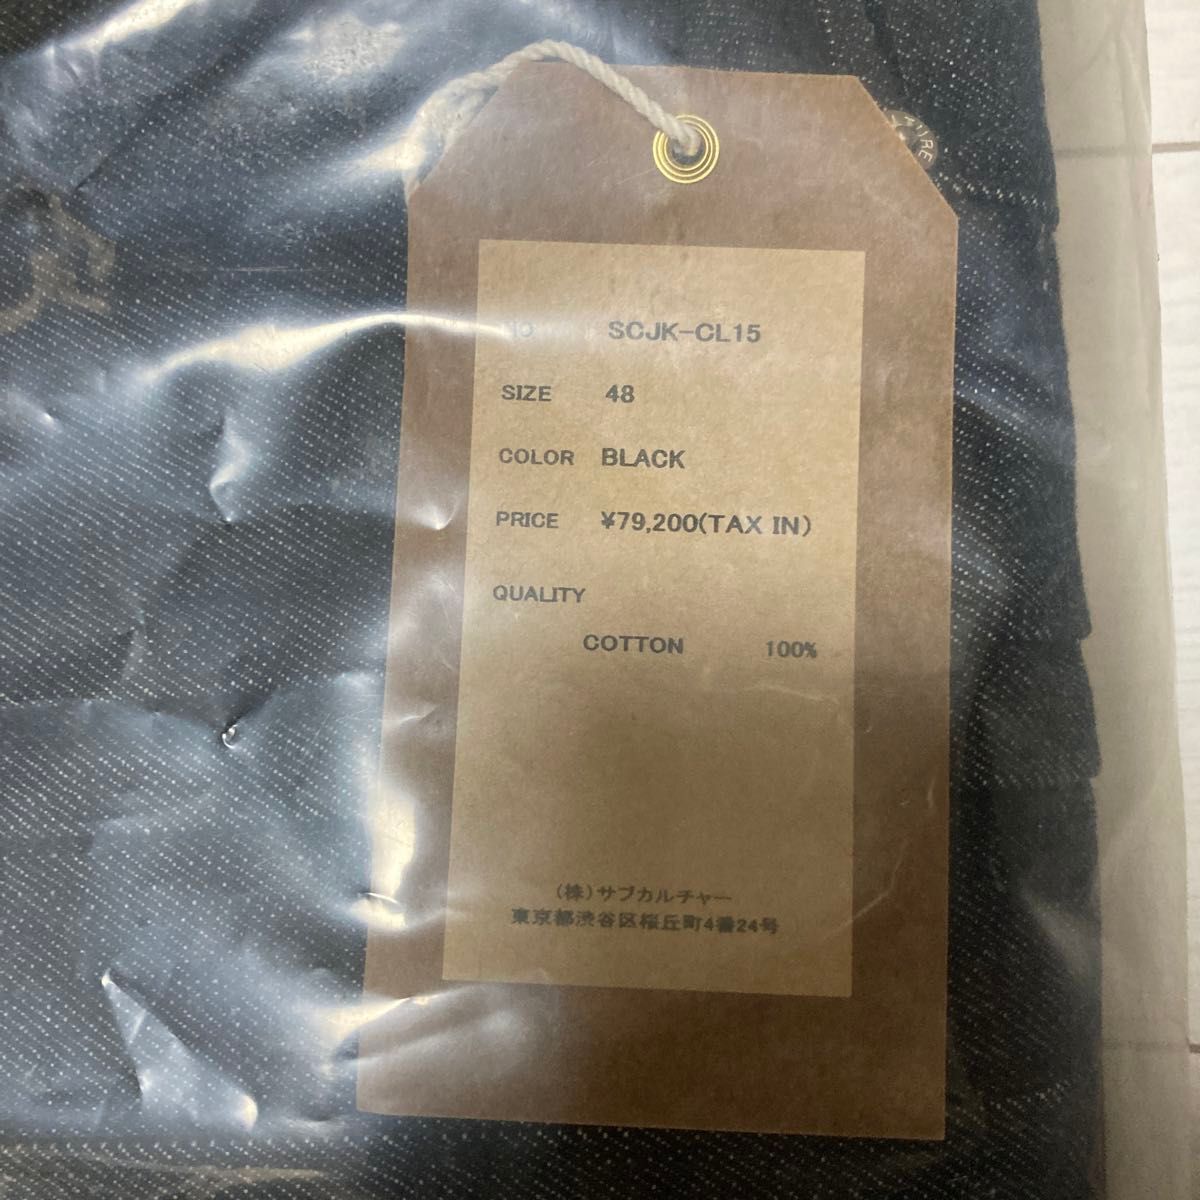 NO SCJK-CL15
SIZE 48
COLOR BLACK
PRICE ¥79,200(TAX IN)
QUALITY
COTTON 100%
(株)サブカルチャー
東京都渋谷区桜丘町4番24号